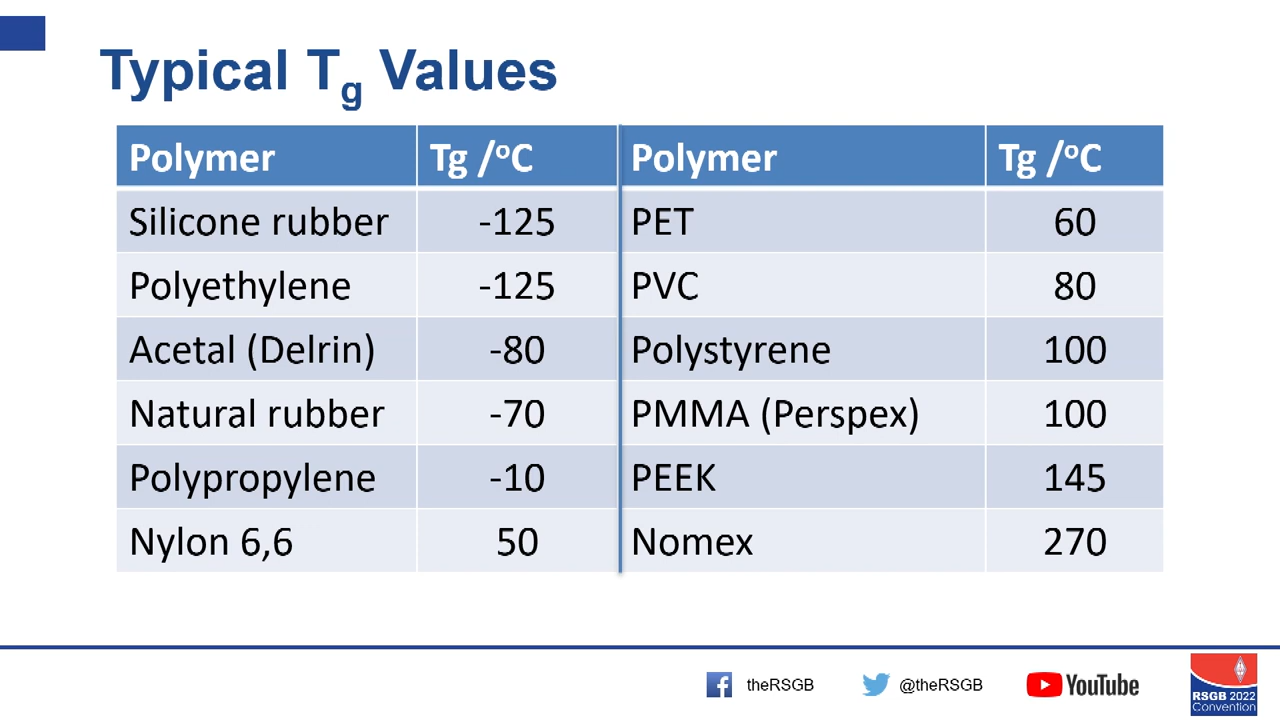 Typical Tg Values
Polymer Tg /ºC Polymer Tg /ºC
Silicone rubber -125 PET 60
Polyethylene -125 PVC 80
Acetal (Delrin) -80 Polystyrene 100
Natural rubber -70 PMMA (Perspex) 100
Polypropylene -10 PEEK 145
Nylon 6,6 50 Nomex 270
theRSGB @theRSGB YouTube
RSGB 2022
Convention